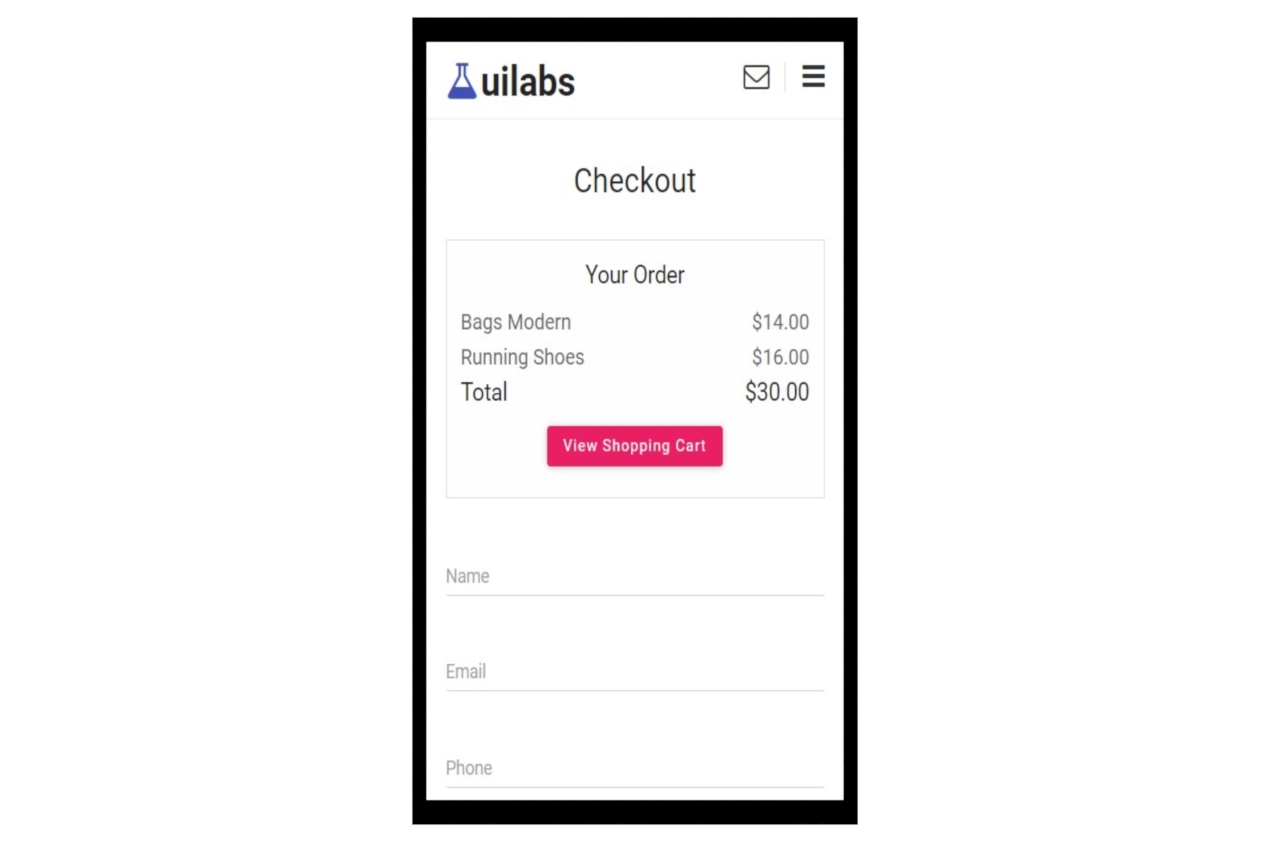 uilabs
Checkout
Your Order
Bags Modern $14.00
Running Shoes $16.00
Total $30.00
View Shopping Cart
Name
Email
Phone